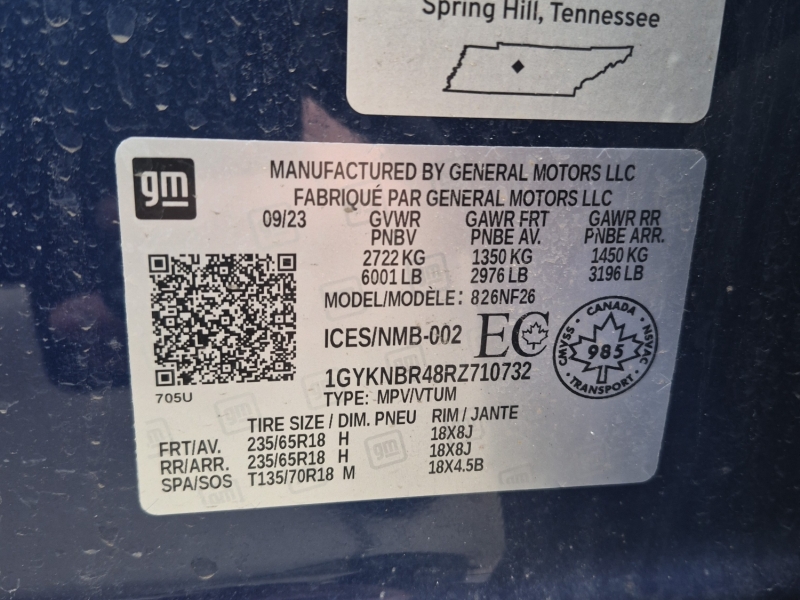 Spring Hill, Tennessee
gm
MANUFACTURED BY GENERAL MOTORS LLC
FABRIQUÉ PAR GENERAL MOTORS LLC
09/23 GVWR GAWR FRT GAWR RR
PNBV PNBE AV. PNBE ARR.
2722 KG 1350 KG 1450 KG
6001 LB 2976 LB 3196 LB
MODEL/MODÈLE: 826NF26
ICES/NMB-002 EC
CANADA
CMVSS 985 NSVAC
TRANSPORT
1GYKNBR48RZ710732
705U
TYPE: MPV/VTUM
TIRE SIZE / DIM. PNEU RIM / JANTE
FRT/AV. 235/65R18 H 18X8J
RR/ARR. 235/65R18 H 18X8J
SPA/SOS T135/70R18 M 18X4.5B